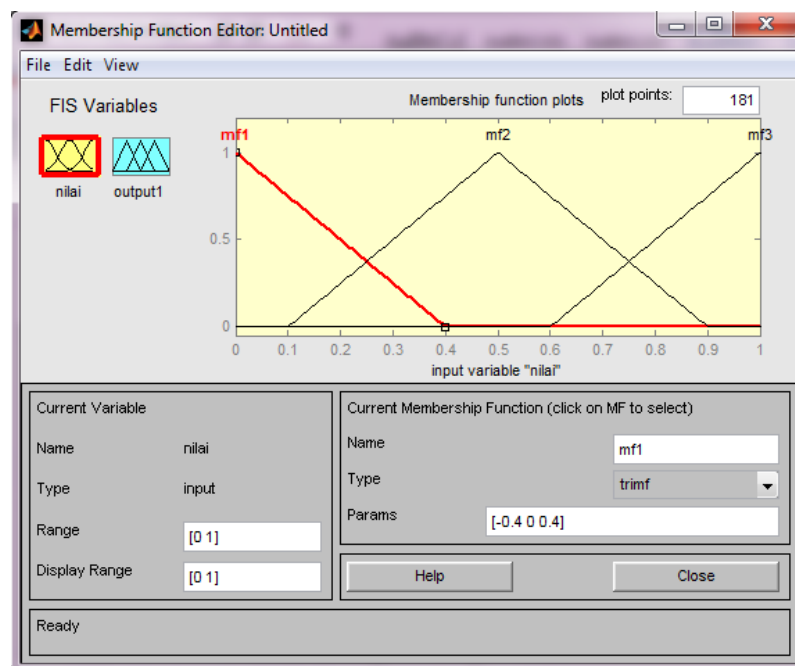 Membership Function Editor: Untitled
File Edit View
FIS Variables
nilai
output1
Membership function plots
plot points:
181
mf1
mf2
mf3
1
0.5
0
0 0.1 0.2 0.3 0.4 0.5 0.6 0.7 0.8 0.9 1
input variable "nilai"
Current Variable
Name nilai
Type input
Range [0 1]
Display Range [0 1]
Current Membership Function (click on MF to select)
Name mf1
Type trimf
Params [-0.4 0 0.4]
Help
Close
Ready